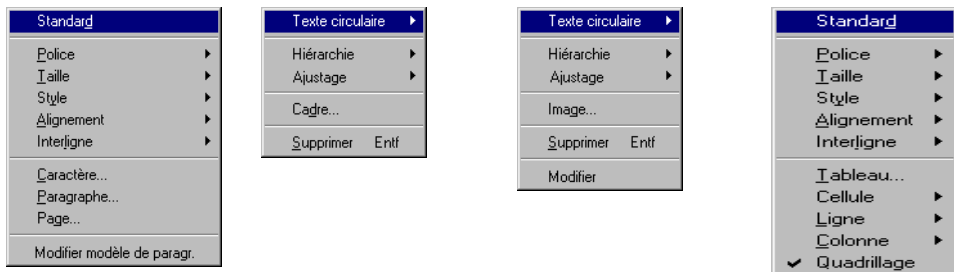 Standard
Police
Taille
Style
Alignement
Interligne
Caractère...
Paragraphe...
Page...
Modifier modèle de paragr.
Texte circulaire
Hiérarchie
Ajustage
Cadre...
Supprimer Entf
Texte circulaire
Hiérarchie
Ajustage
Image...
Supprimer Entf
Modifier
Standard
Police
Taille
Style
Alignement
Interligne
Tableau...
Cellule
Ligne
Colonne
Quadrillage